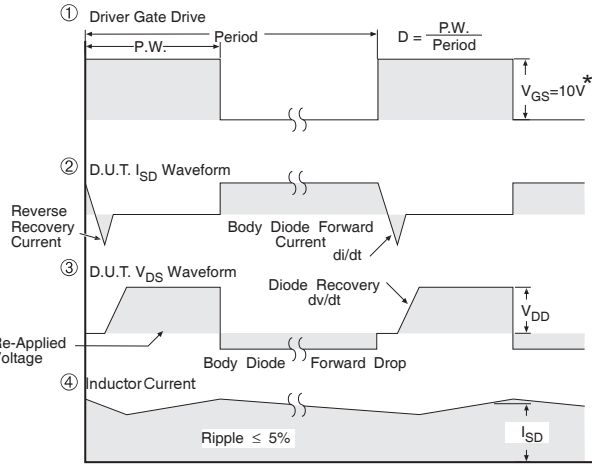 ① Driver Gate Drive
P.W.
Period
D = P.W. / Period
VGS=10V*
② D.U.T. ISD Waveform
Reverse
Recovery
Current
Body Diode Forward
Current
di/dt
③ D.U.T. VDS Waveform
Diode Recovery
dv/dt
VDD
Re-Applied
Voltage
Body Diode Forward Drop
④ Inductor Current
Ripple ≤ 5%
ISD